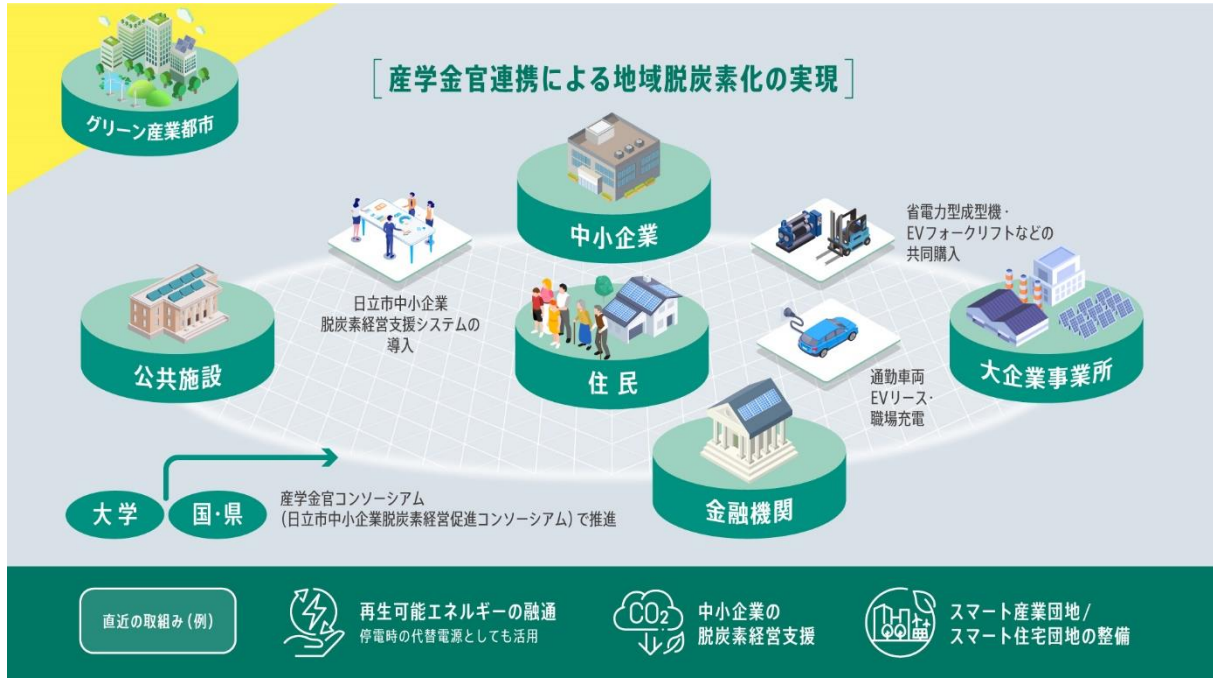 グリーン産業都市
[産学金官連携による地域脱炭素化の実現]
中小企業
省電力型成型機・
EVフォークリフトなどの
共同購入
日立市中小企業
脱炭素経営支援システムの
導入
公共施設
住民
大企業事業所
通勤車両
EVリース・
職場充電
金融機関
大学
国・県
産学金官コンソーシアム
(日立市中小企業脱炭素経営促進コンソーシアム)で推進
直近の取組み(例)
再生可能エネルギーの融通
停電時の代替電源としても活用
CO2
中小企業の
脱炭素経営支援
スマート産業団地/
スマート住宅団地の整備